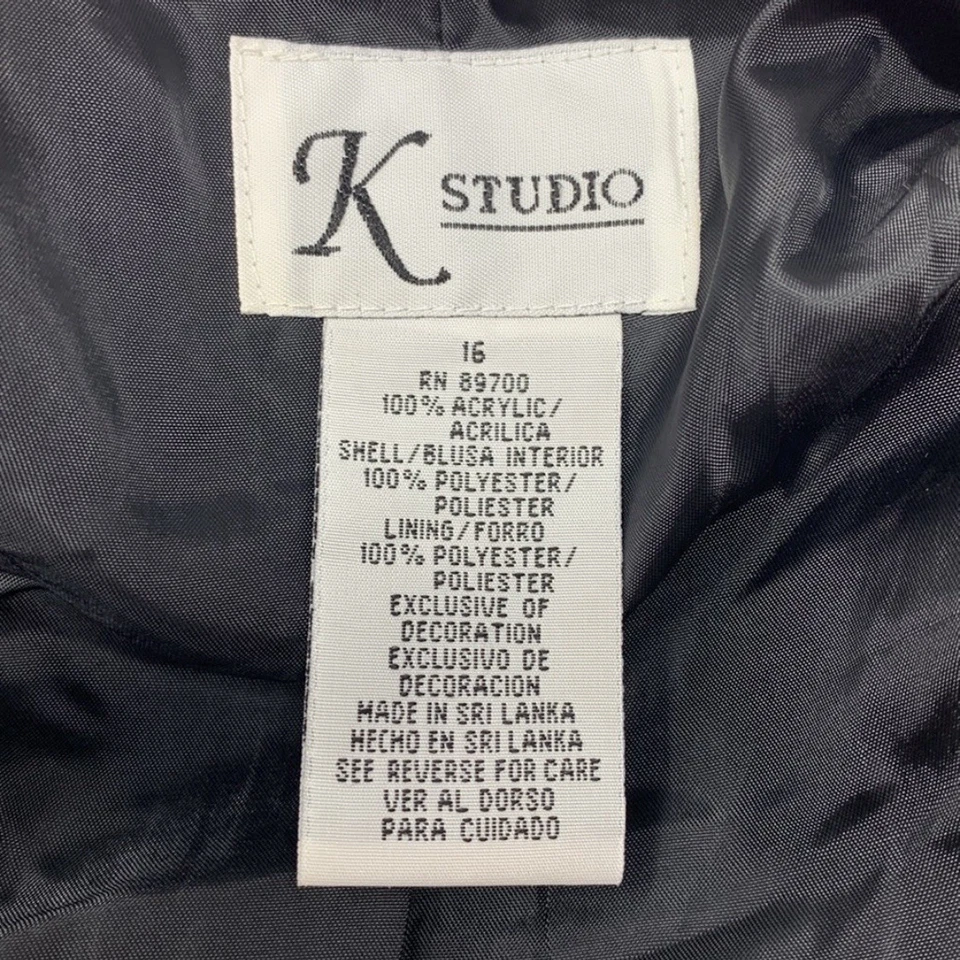 K STUDIO
16
RN 89700
100% ACRYLIC/
ACRILICA
SHELL/BLUSA INTERIOR
100% POLYESTER/
POLIESTER
LINING/FORRO
100% POLYESTER/
POLIESTER
EXCLUSIVE OF
DECORATION
EXCLUSIVO DE
DECORACION
MADE IN SRI LANKA
HECHO EN SRI LANKA
SEE REVERSE FOR CARE
VER AL DORSO
PARA CUIDADO